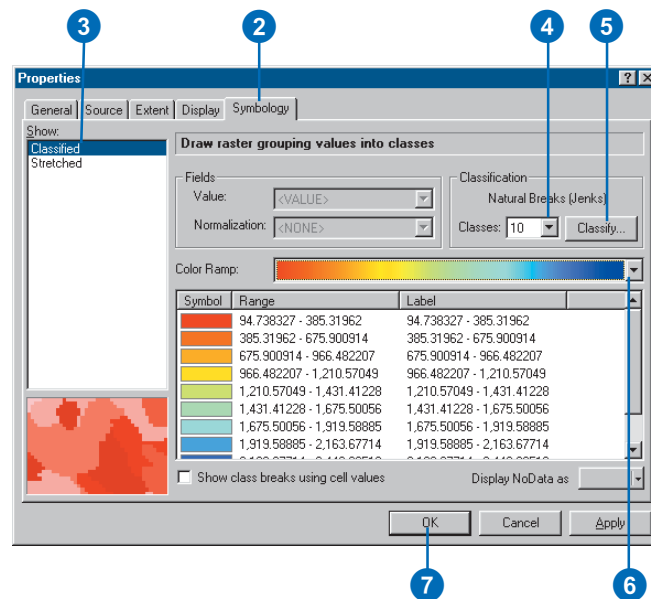 3 2 4 5
Properties
General Source Extent Display Symbology
Show:
Classified
Stretched
Draw raster grouping values into classes
Fields
Value: <VALUE>
Normalization: <NONE>
Classification
Natural Breaks (Jenks)
Classes: 10 Classify...
Color Ramp:
Symbol Range Label
94.738327 - 385.31962 94.738327 - 385.31962
385.31962 - 675.900914 385.31962 - 675.900914
675.900914 - 966.482207 675.900914 - 966.482207
966.482207 - 1,210.57049 966.482207 - 1,210.57049
1,210.57049 - 1,431.41228 1,210.57049 - 1,431.41228
1,431.41228 - 1,675.50056 1,431.41228 - 1,675.50056
1,675.50056 - 1,919.58885 1,675.50056 - 1,919.58885
1,919.58885 - 2,163.67714 1,919.58885 - 2,163.67714
Show class breaks using cell values Display NoData as
OK Cancel Apply
7 6